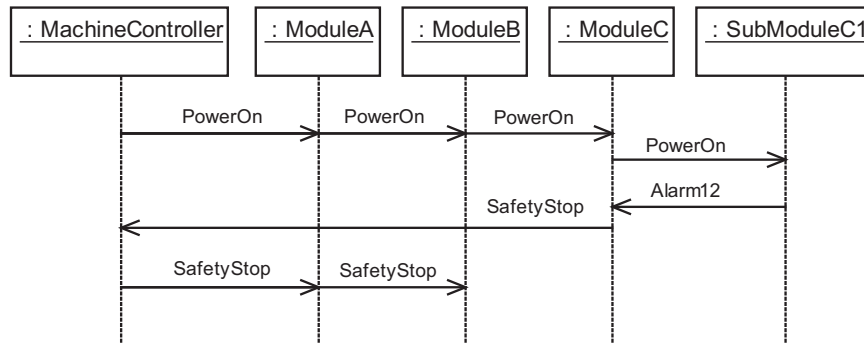 : MachineController
: ModuleA
: ModuleB
: ModuleC
: SubModuleC1
PowerOn
PowerOn
PowerOn
PowerOn
Alarm12
SafetyStop
SafetyStop
SafetyStop